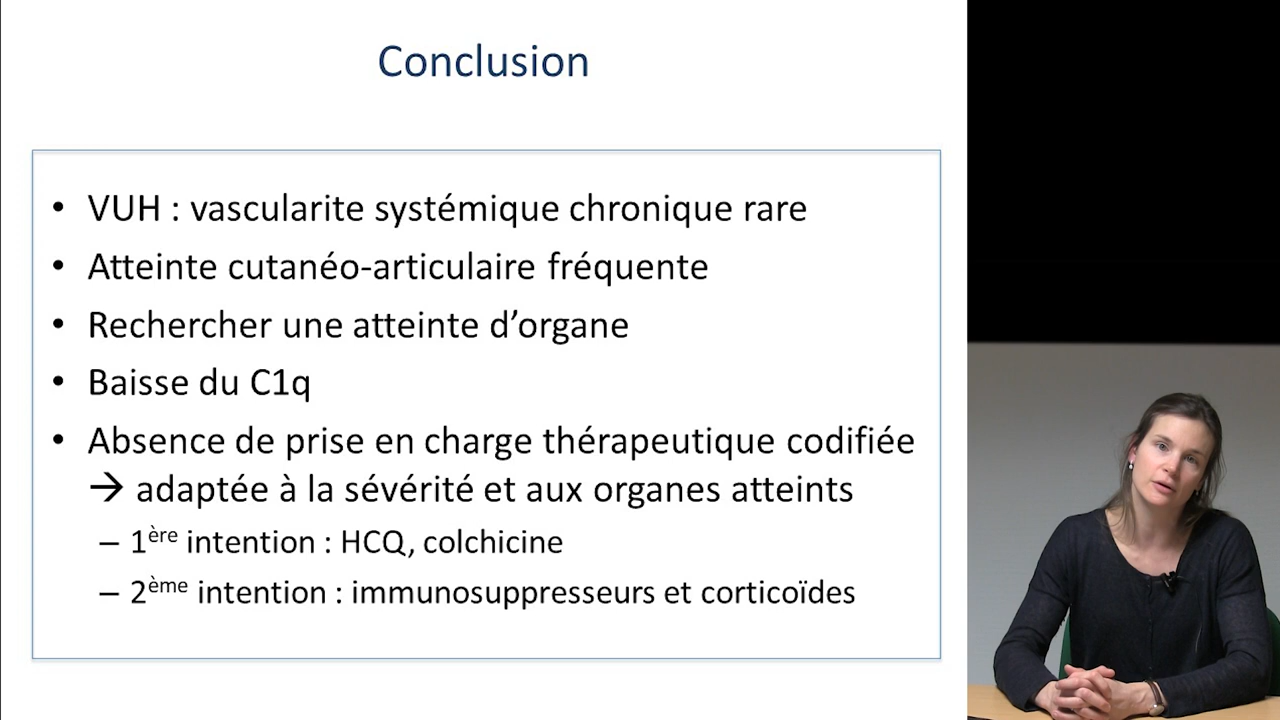 Conclusion
• VUH : vascularite systémique chronique rare
• Atteinte cutanéo-articulaire fréquente
• Rechercher une atteinte d’organe
• Baisse du C1q
• Absence de prise en charge thérapeutique codifiée
→ adaptée à la sévérité et aux organes atteints
– 1ère intention : HCQ, colchicine
– 2ème intention : immunosuppresseurs et corticoïdes